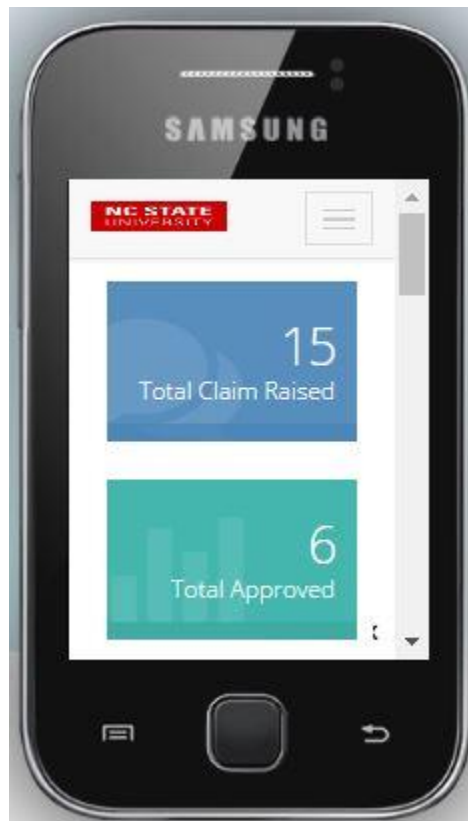 SAMSUNG
NC STATE
UNIVERSITY
15
Total Claim Raised
6
Total Approved